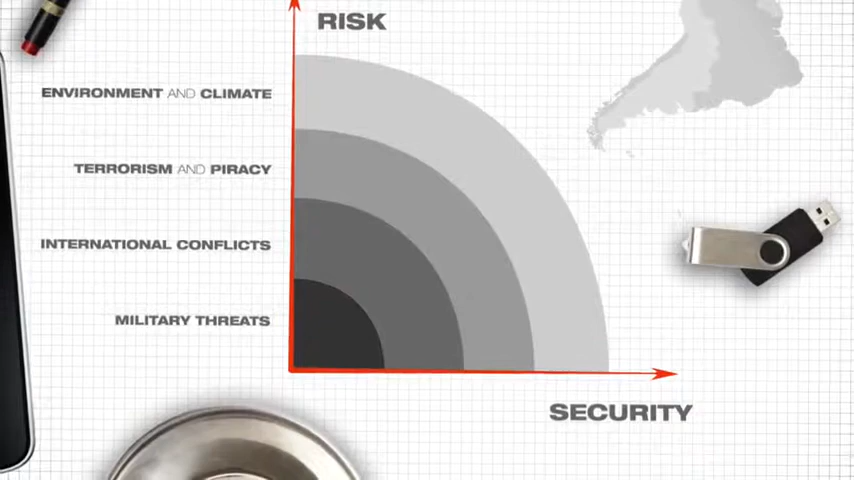 RISK
ENVIRONMENT AND CLIMATE
TERRORISM AND PIRACY
INTERNATIONAL CONFLICTS
MILITARY THREATS
SECURITY